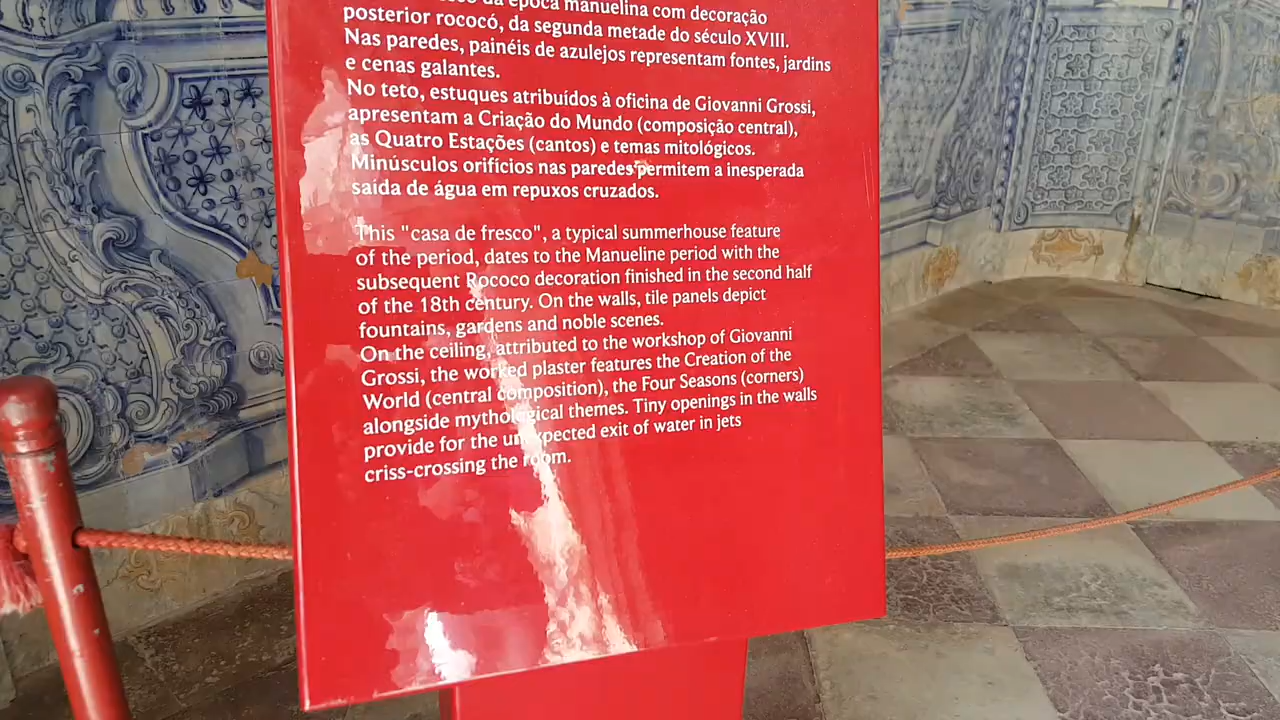 da época manuelina com decoração
posterior rococó, da segunda metade do século XVIII.
Nas paredes, painéis de azulejos representam fontes, jardins
e cenas galantes.
No teto, estuques atribuídos à oficina de Giovanni Grossi,
apresentam a Criação do Mundo (composição central),
as Quatro Estações (cantos) e temas mitológicos.
Minúsculos orifícios nas paredes permitem a inesperada
saída de água em repuxos cruzados.
This "casa de fresco", a typical summerhouse feature
of the period, dates to the Manueline period with the
subsequent Rococo decoration finished in the second half
of the 18th century. On the walls, tile panels depict
fountains, gardens and noble scenes.
On the ceiling, attributed to the workshop of Giovanni
Grossi, the worked plaster features the Creation of the
World (central composition), the Four Seasons (corners)
alongside mythological themes. Tiny openings in the walls
provide for the unexpected exit of water in jets
criss-crossing the room.